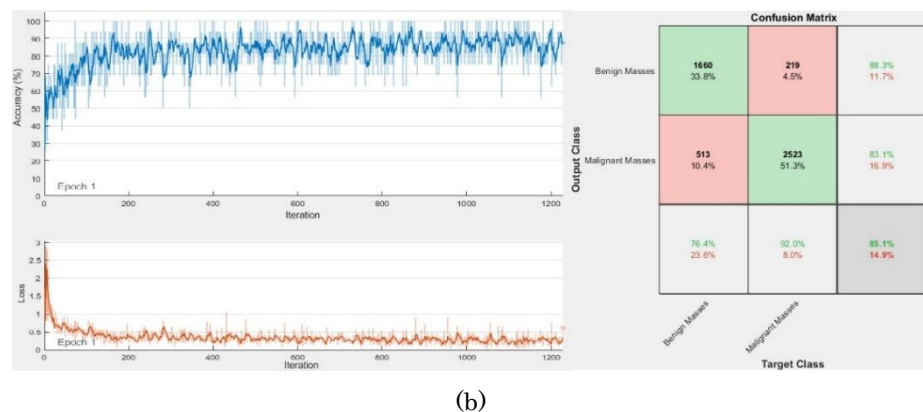 100
90
80
70
60
50
40
30
20
10
0
Accuracy (%)
Epoch 1
0 200 400 600 800 1000 1200
Iteration
3
2.5
2
1.5
1
0.5
0
Loss
Epoch 1
0 200 400 600 800 1000 1200
Iteration
Confusion Matrix
Output Class
Benign Masses
1660
33.8%
219
4.5%
88.3%
11.7%
Malignant Masses
513
10.4%
2523
51.3%
83.1%
16.9%
76.4%
23.6%
92.0%
8.0%
85.1%
14.9%
Benign Masses
Malignant Masses
Target Class
(b)